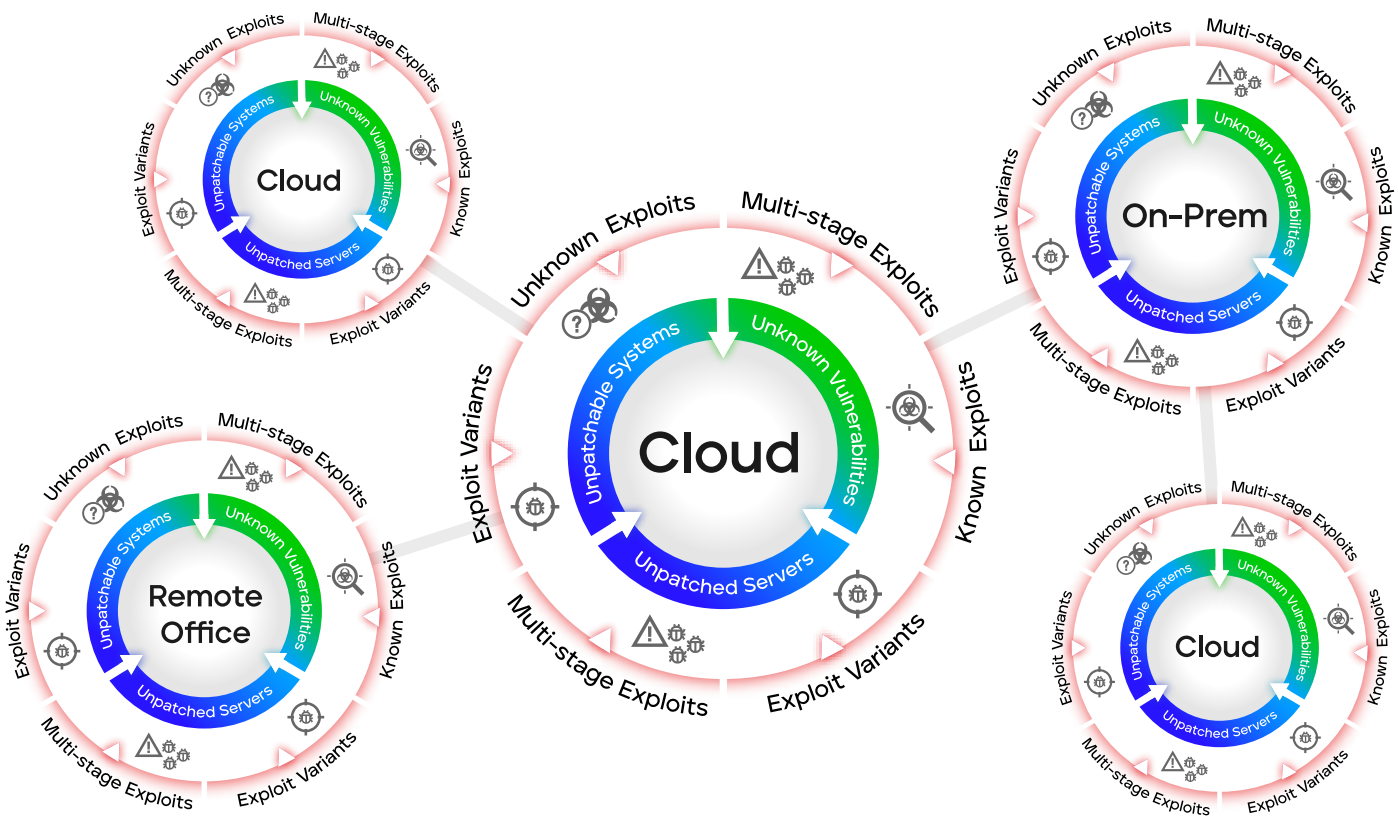 Unknown Exploits
Multi-stage Exploits
Known Exploits
Exploit Variants
Multi-stage Exploits
Exploit Variants
Unpatchable Systems
Unknown Vulnerabilities
Unpatched Servers
Cloud
Unknown Exploits
Multi-stage Exploits
Known Exploits
Exploit Variants
Multi-stage Exploits
Exploit Variants
Unpatchable Systems
Unknown Vulnerabilities
Unpatched Servers
On-Prem
Unknown Exploits
Multi-stage Exploits
Known Exploits
Exploit Variants
Multi-stage Exploits
Exploit Variants
Unpatchable Systems
Unknown Vulnerabilities
Unpatched Servers
Cloud
Unknown Exploits
Multi-stage Exploits
Known Exploits
Exploit Variants
Multi-stage Exploits
Exploit Variants
Unpatchable Systems
Unknown Vulnerabilities
Unpatched Servers
Remote
Office
Unknown Exploits
Multi-stage Exploits
Known Exploits
Exploit Variants
Multi-stage Exploits
Exploit Variants
Unpatchable Systems
Unknown Vulnerabilities
Unpatched Servers
Cloud